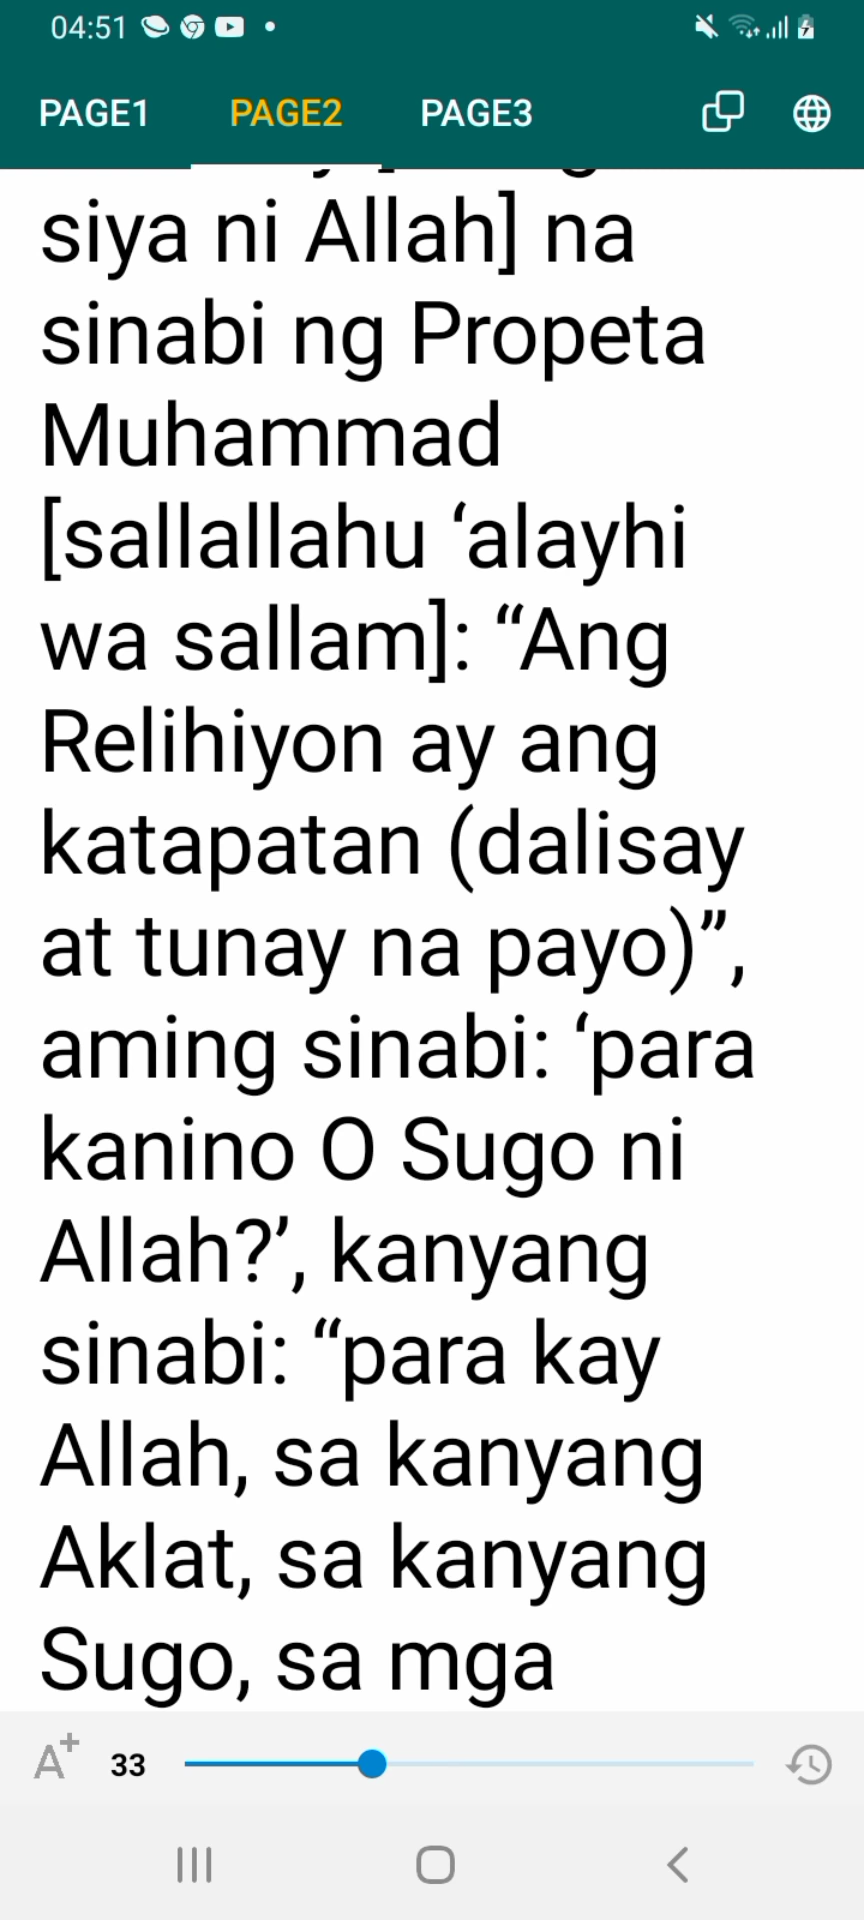 04:51
PAGE1 PAGE2 PAGE3
siya ni Allah] na
sinabi ng Propeta
Muhammad
[sallallahu ‘alayhi
wa sallam]: “Ang
Relihiyon ay ang
katapatan (dalisay
at tunay na payo)”,
aming sinabi: ‘para
kanino O Sugo ni
Allah?’, kanyang
sinabi: “para kay
Allah, sa kanyang
Aklat, sa kanyang
Sugo, sa mga
A+ 33